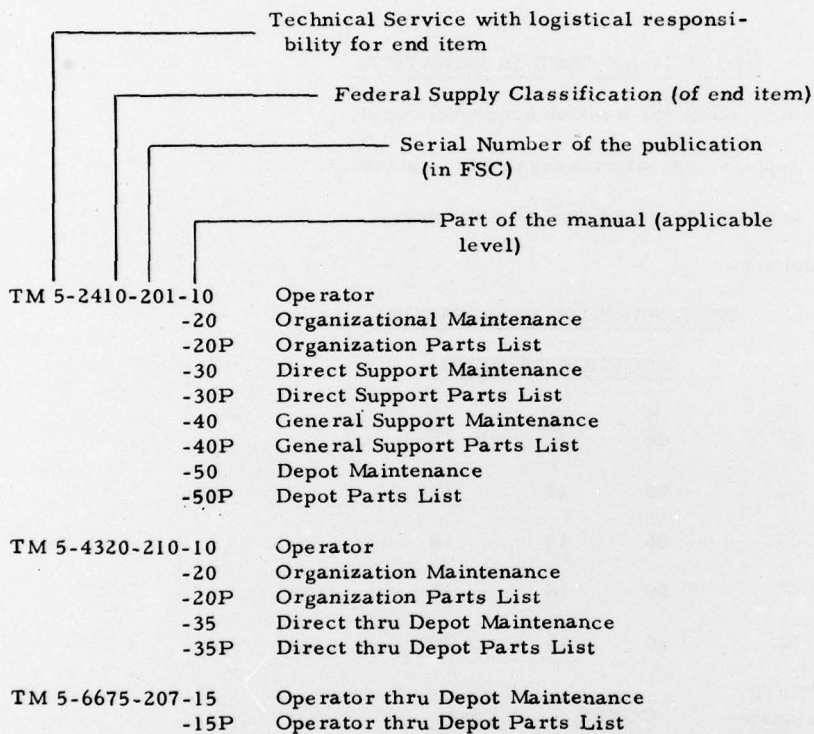 Technical Service with logistical responsi-
bility for end item
Federal Supply Classification (of end item)
Serial Number of the publication
(in FSC)
Part of the manual (applicable
level)
TM 5-2410-201-10 Operator
-20 Organizational Maintenance
-20P Organization Parts List
-30 Direct Support Maintenance
-30P Direct Support Parts List
-40 General Support Maintenance
-40P General Support Parts List
-50 Depot Maintenance
-50P Depot Parts List
TM 5-4320-210-10 Operator
-20 Organization Maintenance
-20P Organization Parts List
-35 Direct thru Depot Maintenance
-35P Direct thru Depot Parts List
TM 5-6675-207-15 Operator thru Depot Maintenance
-15P Operator thru Depot Parts List